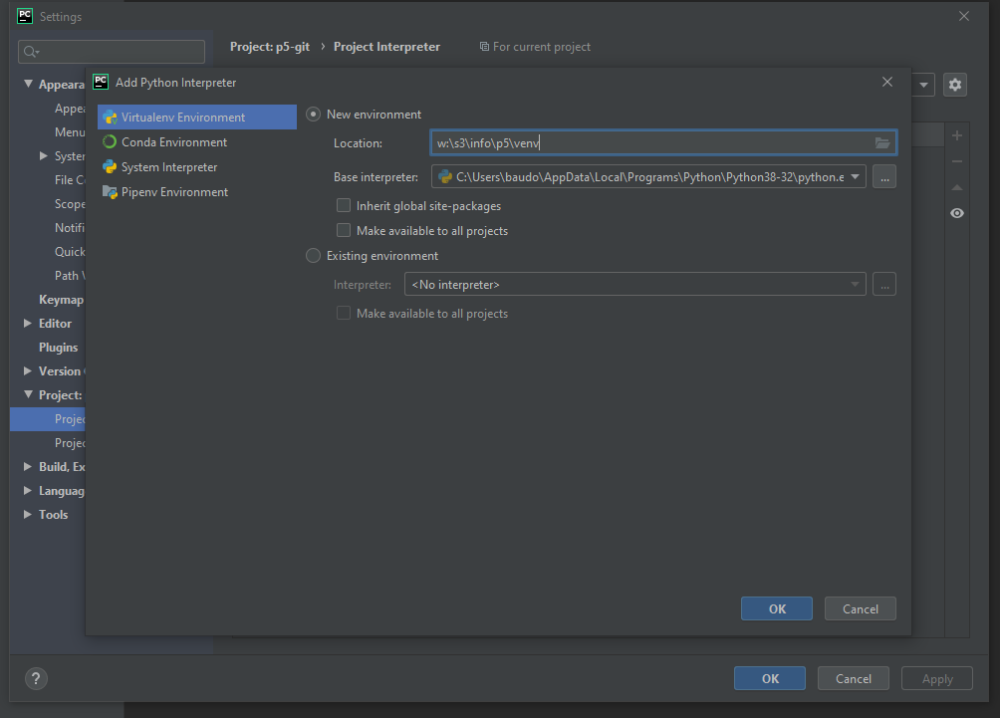 PC Settings
Project: p5-git › Project Interpreter For current project
PC Add Python Interpreter
Appeara
Appe
Menu
Syster
File C
Scope
Notifi
Quick
Path V
Keymap
Editor
Plugins
Version
Project:
Projec
Projec
Build, Ex
Languag
Tools
Virtualenv Environment
Conda Environment
System Interpreter
Pipenv Environment
New environment
Location: w:\s3\info\p5\venv
Base interpreter: C:\Users\baudo\AppData\Local\Programs\Python\Python38-32\python.e ...
Inherit global site-packages
Make available to all projects
Existing environment
Interpreter: <No interpreter> ...
Make available to all projects
OK Cancel
? OK Cancel Apply